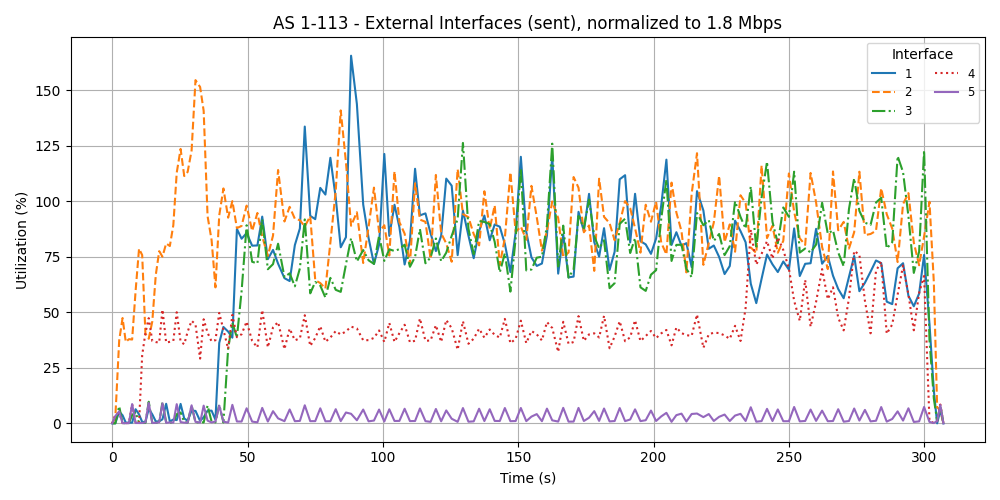 AS 1-113 - External Interfaces (sent), normalized to 1.8 Mbps
Utilization (%)
150
125
100
75
50
25
0
0 50 100 150 200 250 300
Time (s)
Interface
1 4
2 5
3